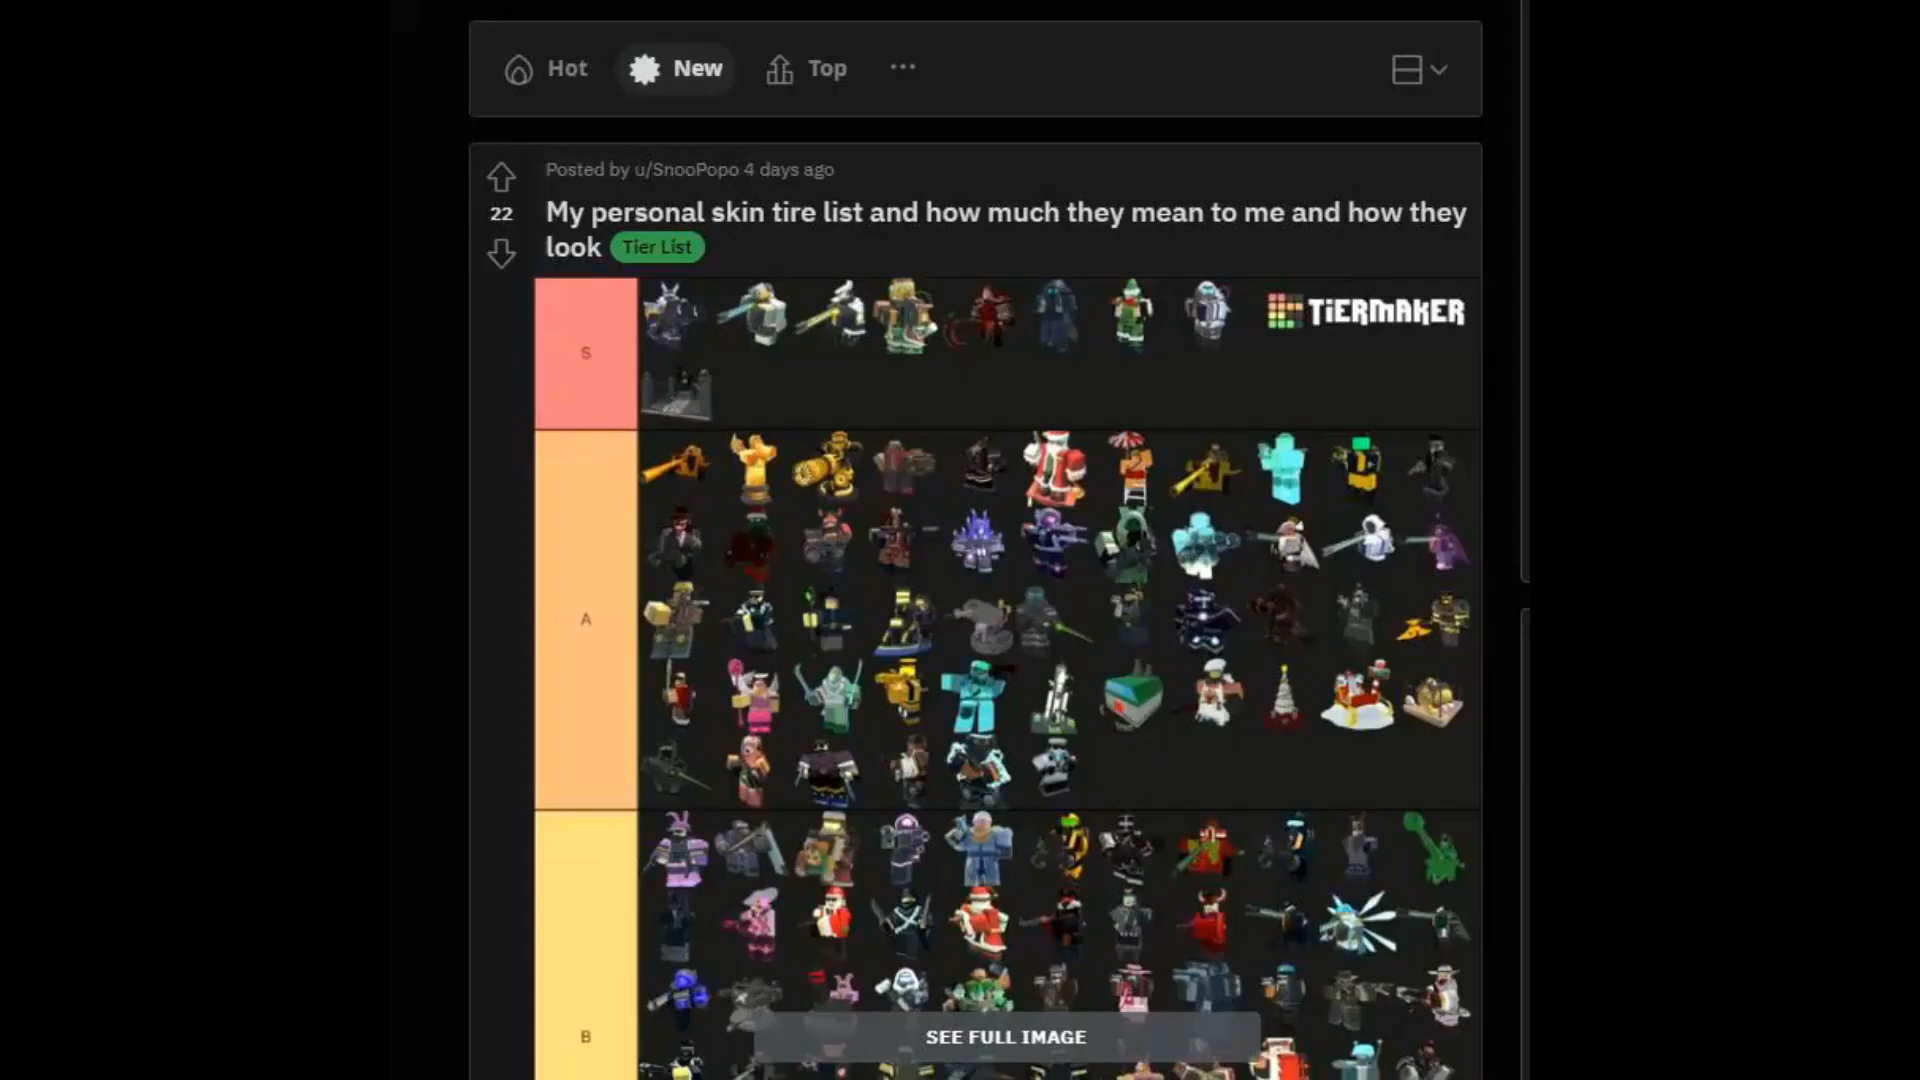 Hot New Top
Posted by u/SnooPopo 4 days ago
22
My personal skin tire list and how much they mean to me and how they
look Tier List
S
TiERMAKER
A
B
SEE FULL IMAGE